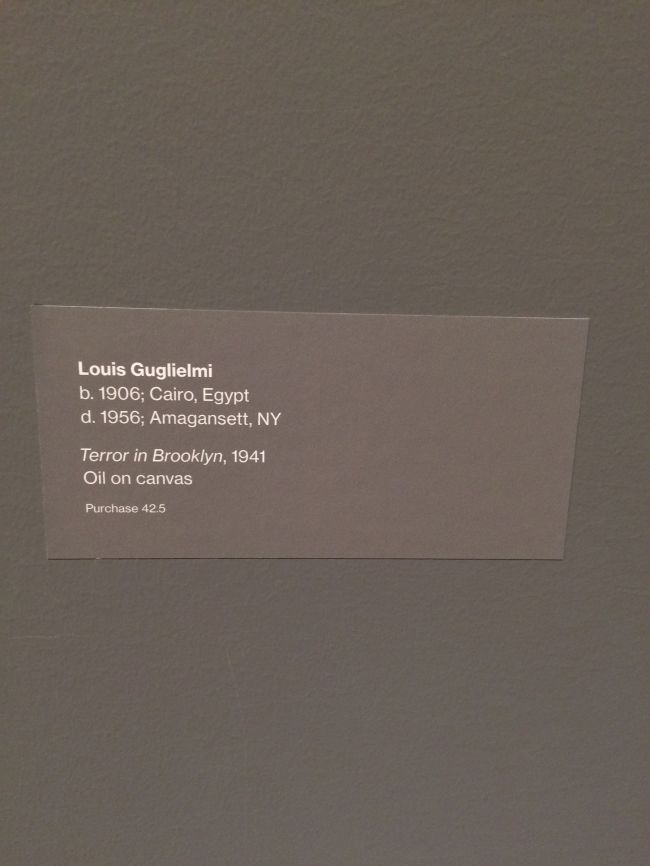 Louis Guglielmi
b. 1906; Cairo, Egypt
d. 1956; Amagansett, NY
Terror in Brooklyn, 1941
Oil on canvas
Purchase 42.5